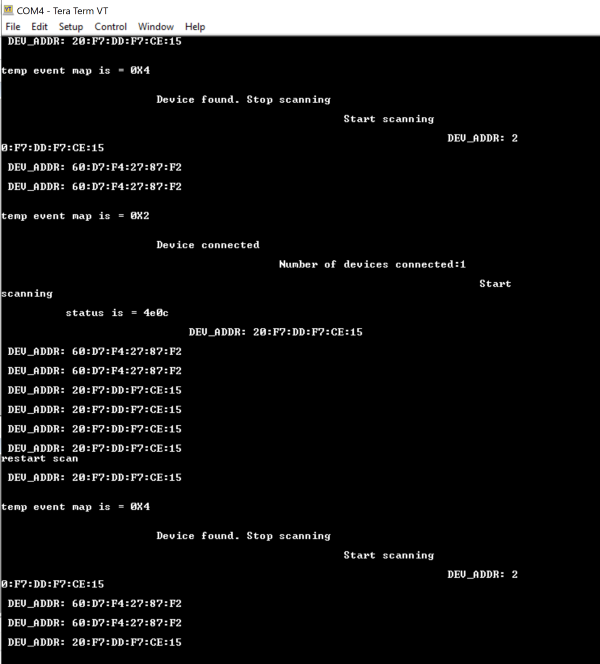 COM4 - Tera Term VT
File Edit Setup Control Window Help
DEV_ADDR: 20:F7:DD:F7:CE:15
temp event map is = 0X4
Device found. Stop scanning
Start scanning
DEV_ADDR: 2
0:F7:DD:F7:CE:15
DEV_ADDR: 60:D7:F4:27:87:F2
DEV_ADDR: 60:D7:F4:27:87:F2
temp event map is = 0X2
Device connected
Number of devices connected:1
Start
scanning
status is = 4e0c
DEV_ADDR: 20:F7:DD:F7:CE:15
DEV_ADDR: 60:D7:F4:27:87:F2
DEV_ADDR: 60:D7:F4:27:87:F2
DEV_ADDR: 20:F7:DD:F7:CE:15
DEV_ADDR: 20:F7:DD:F7:CE:15
DEV_ADDR: 20:F7:DD:F7:CE:15
DEV_ADDR: 20:F7:DD:F7:CE:15
restart scan
DEV_ADDR: 20:F7:DD:F7:CE:15
temp event map is = 0X4
Device found. Stop scanning
Start scanning
DEV_ADDR: 2
0:F7:DD:F7:CE:15
DEV_ADDR: 60:D7:F4:27:87:F2
DEV_ADDR: 60:D7:F4:27:87:F2
DEV_ADDR: 20:F7:DD:F7:CE:15